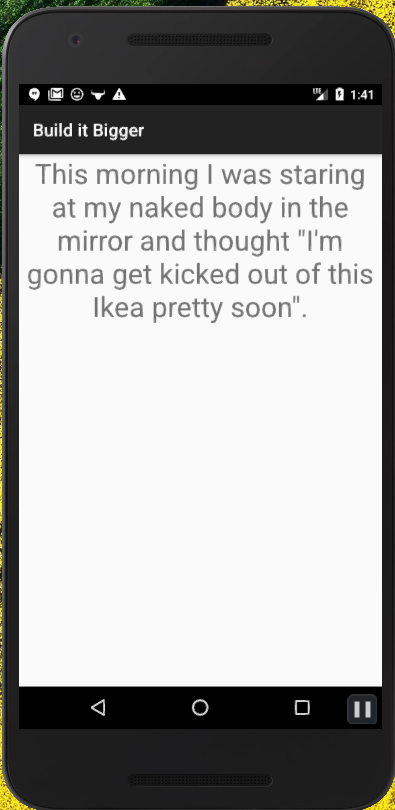 LTE 1:41
Build it Bigger
This morning I was staring
at my naked body in the
mirror and thought "I'm
gonna get kicked out of this
Ikea pretty soon".